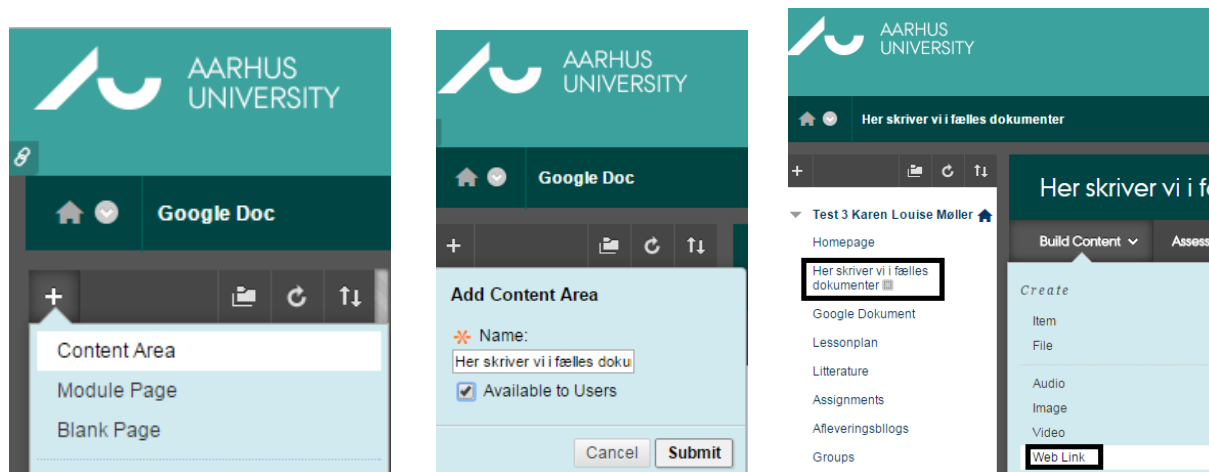 AARHUS
UNIVERSITY
Google Doc
+
Content Area
Module Page
Blank Page
AARHUS
UNIVERSITY
Google Doc
+
Add Content Area
Name:
Her skriver vi i fælles doku
Available to Users
Cancel
Submit
AARHUS
UNIVERSITY
Her skriver vi i fælles dokumenter
+
Test 3 Karen Louise Møller
Homepage
Her skriver vi i fælles
dokumenter
Google Dokument
Lessonplan
Litterature
Assignments
Afleveringsbllogs
Groups
Her skriver vi i f
Build Content
Assess
Create
Item
File
Audio
Image
Video
Web Link